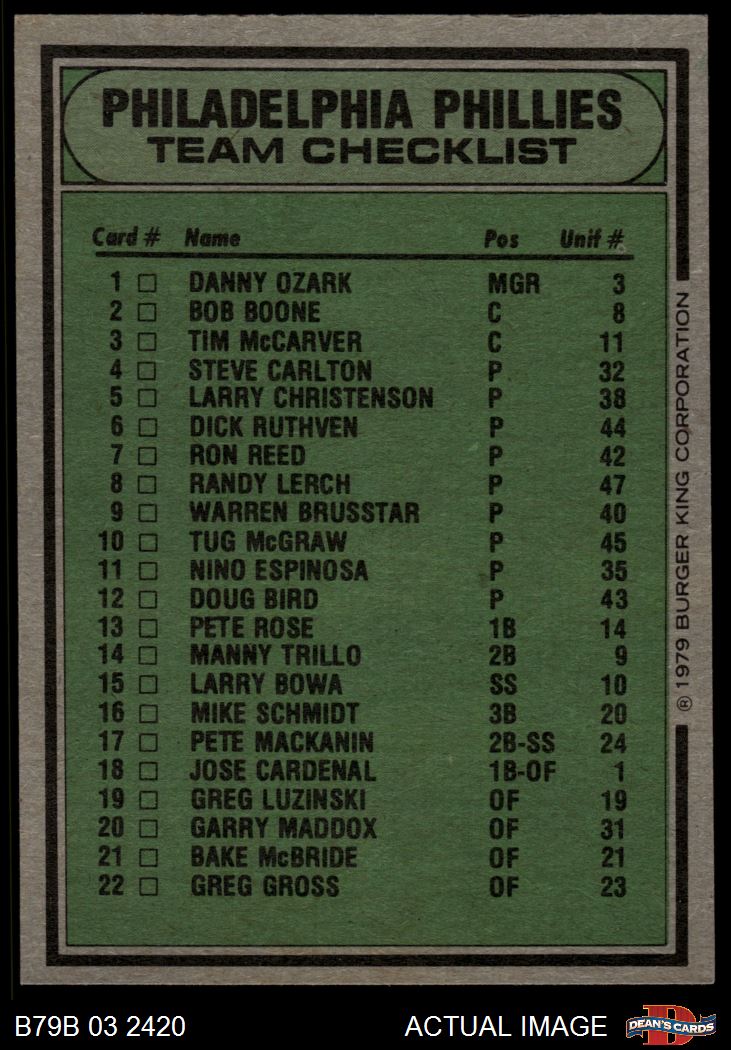 PHILADELPHIA PHILLIES
TEAM CHECKLIST
Card # Name Pos Unif #
1 □ DANNY OZARK MGR 3
2 □ BOB BOONE C 8
3 □ TIM McCARVER C 11
4 □ STEVE CARLTON P 32
5 □ LARRY CHRISTENSON P 38
6 □ DICK RUTHVEN P 44
7 □ RON REED P 42
8 □ RANDY LERCH P 47
9 □ WARREN BRUSSTAR P 40
10 □ TUG McGRAW P 45
11 □ NINO ESPINOSA P 35
12 □ DOUG BIRD P 43
13 □ PETE ROSE 1B 14
14 □ MANNY TRILLO 2B 9
15 □ LARRY BOWA SS 10
16 □ MIKE SCHMIDT 3B 20
17 □ PETE MACKANIN 2B-SS 24
18 □ JOSE CARDENAL 1B-OF 1
19 □ GREG LUZINSKI OF 19
20 □ GARRY MADDOX OF 31
21 □ BAKE McBRIDE OF 21
22 □ GREG GROSS OF 23
® 1979 BURGER KING CORPORATION
B79B 03 2420 ACTUAL IMAGE
D
DEAN'S CARDS